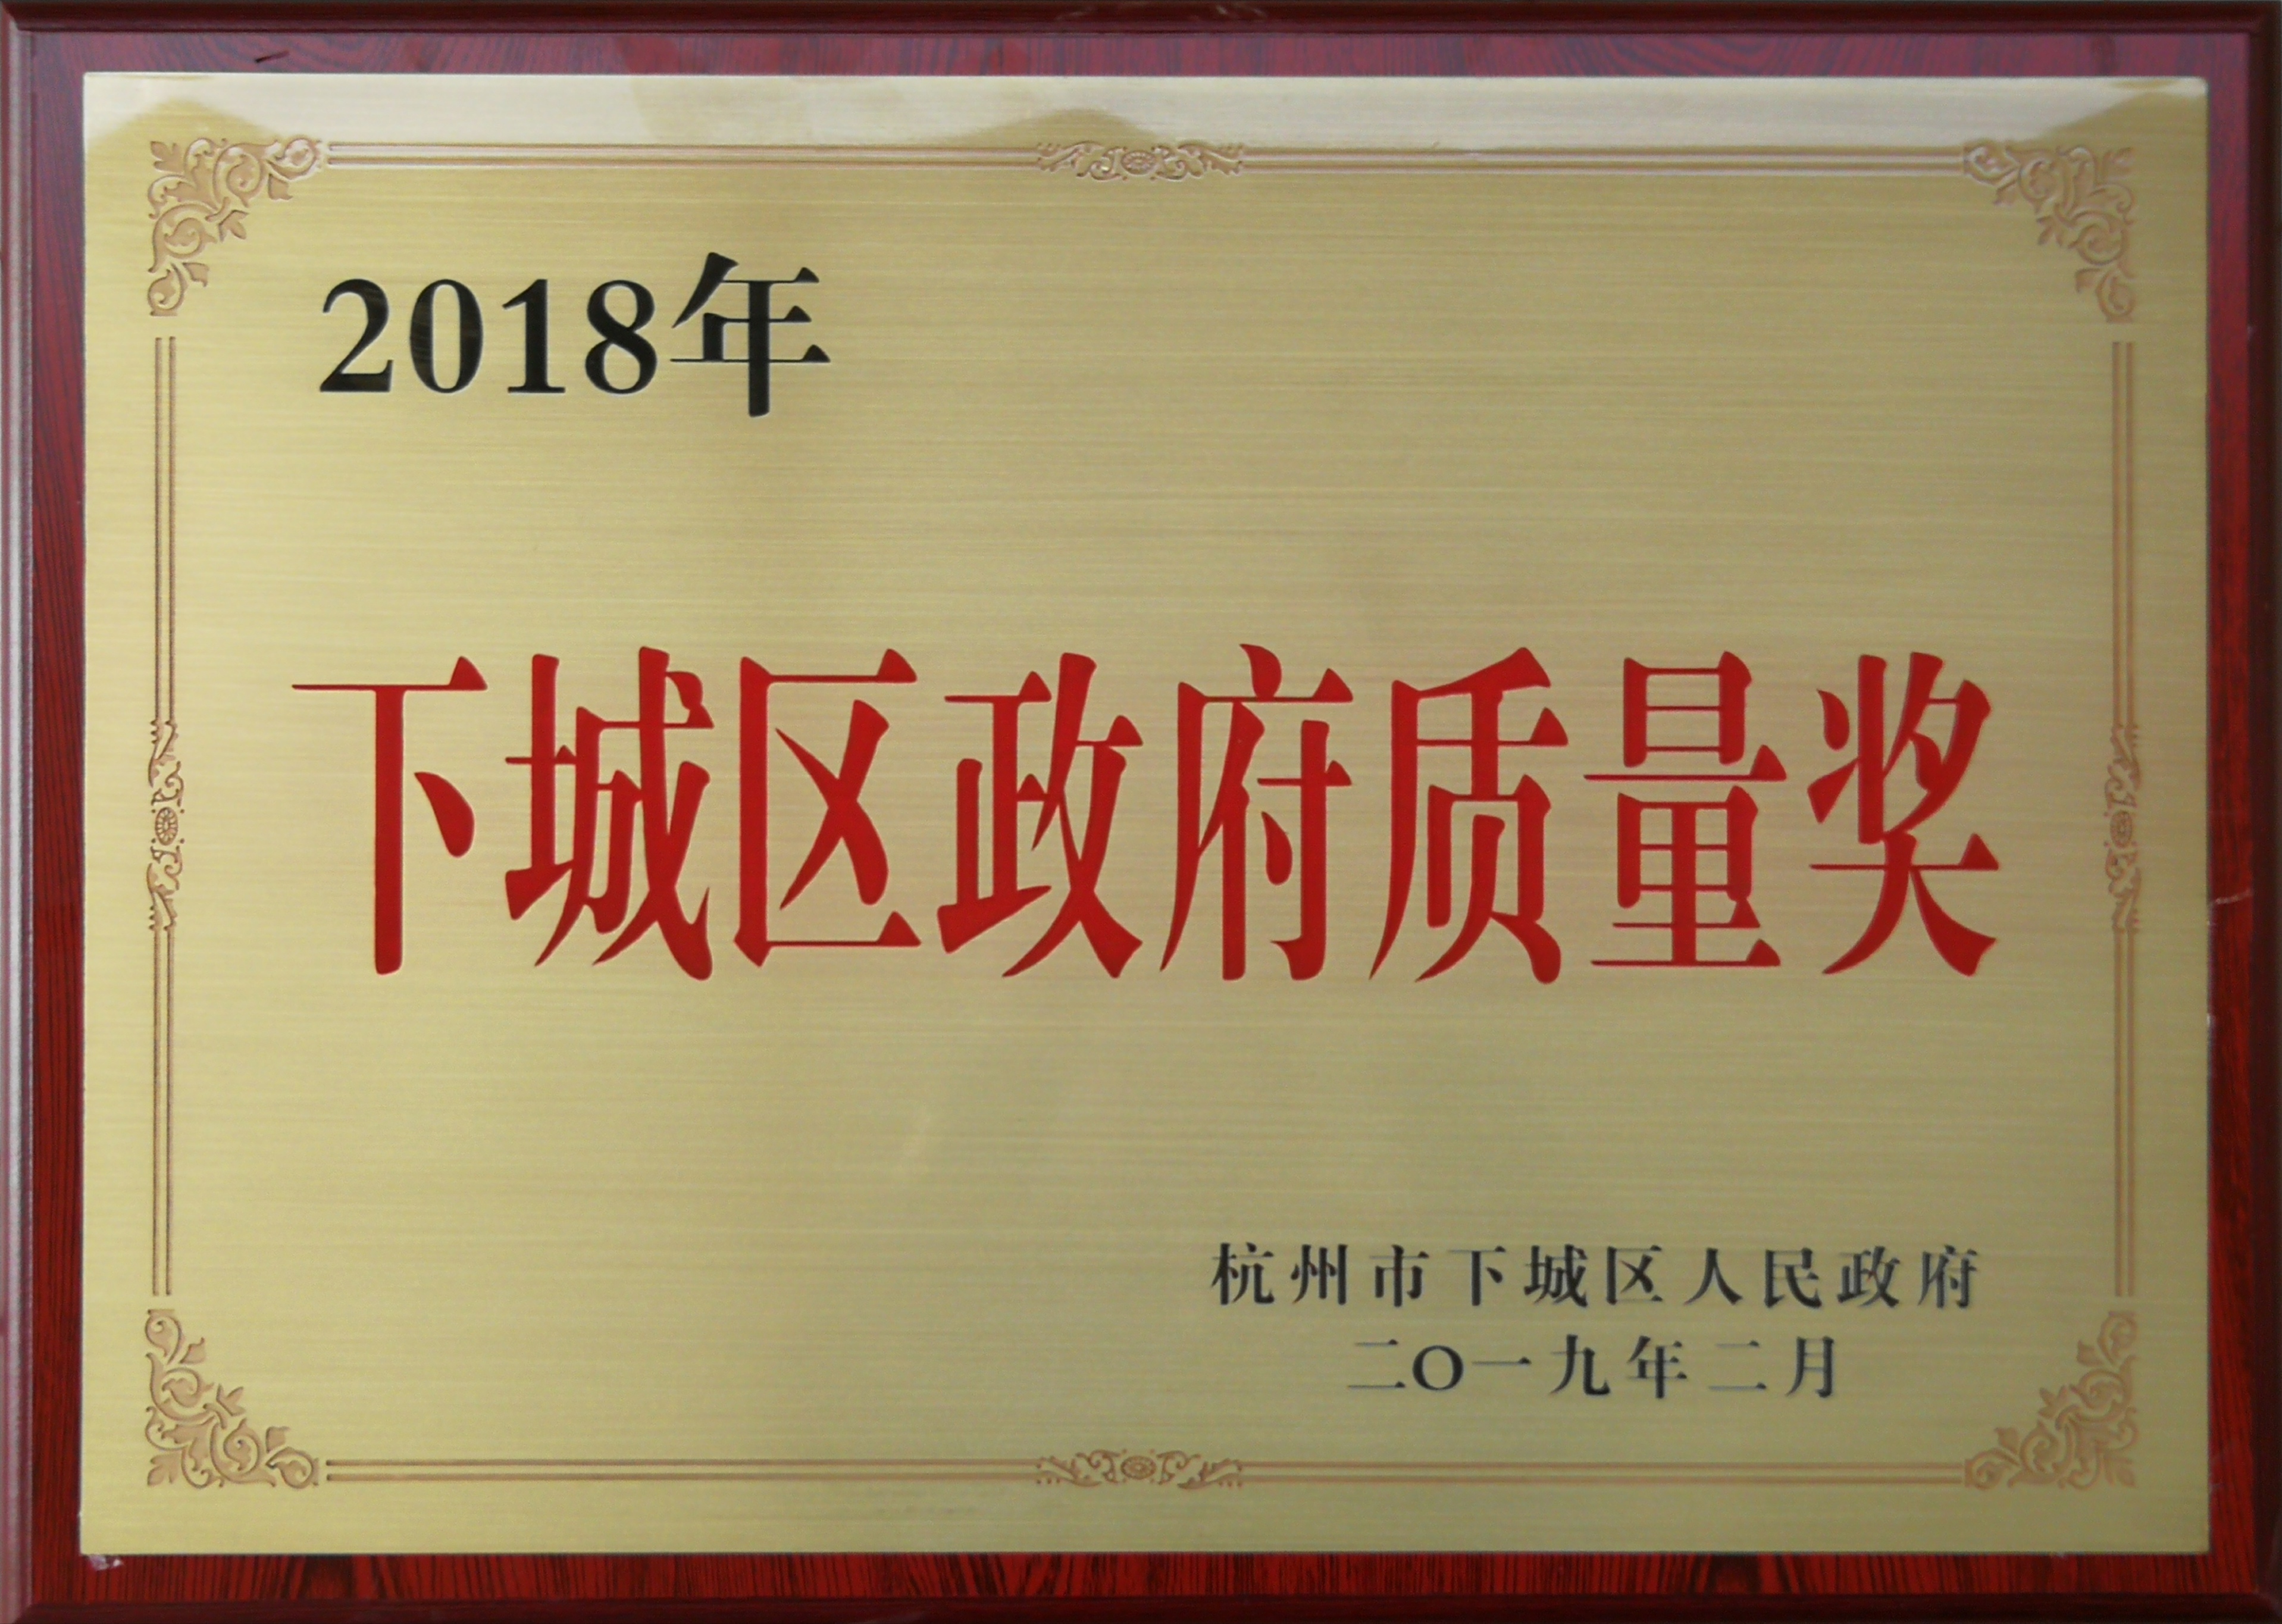 2018年
下城区政府质量奖
杭州市下城区人民政府
二〇一九年二月